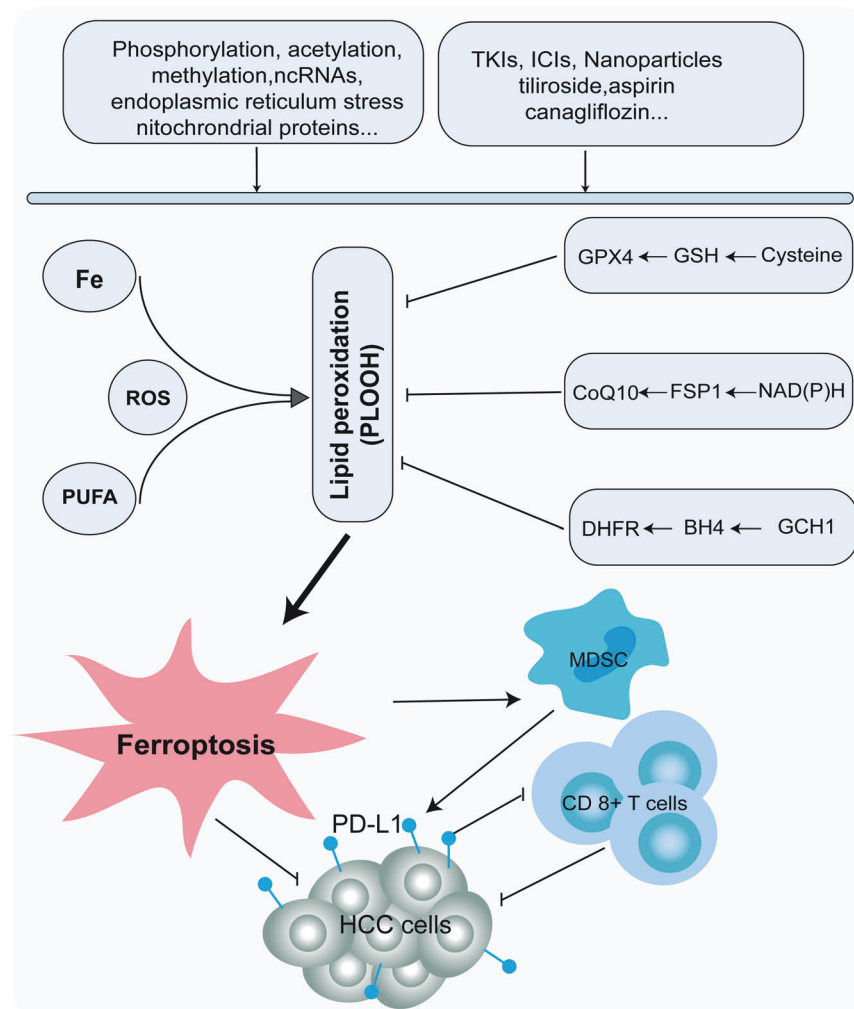 Phosphorylation, acetylation,
methylation,ncRNAs,
endoplasmic reticulum stress
nitochrondrial proteins...
TKIs, ICIs, Nanoparticles
tiliroside,aspirin
canagliflozin...
Fe
ROS
PUFA
Lipid peroxidation
(PLOOH)
GPX4 ← GSH ← Cysteine
CoQ10 ← FSP1 ← NAD(P)H
DHFR ← BH4 ← GCH1
Ferroptosis
MDSC
CD 8+ T cells
PD-L1
HCC cells